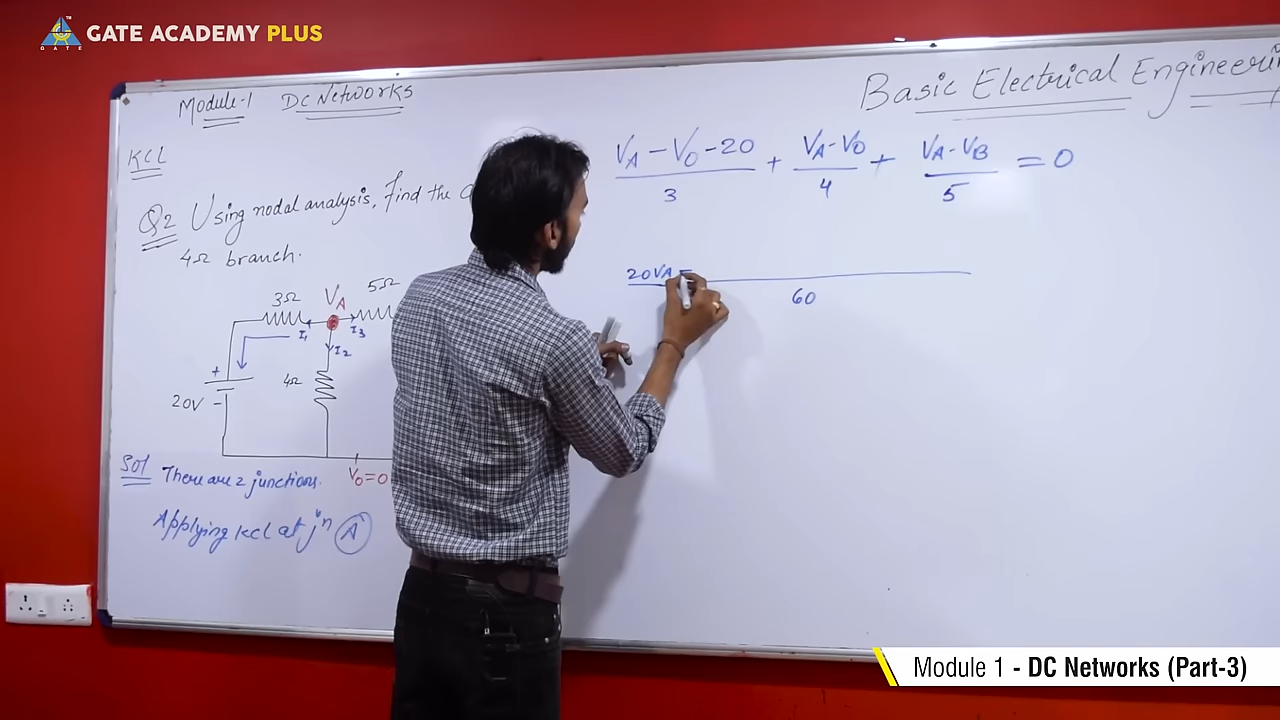 GATE ACADEMY PLUS
GATE
Module-1 DC Networks
Basic Electrical Engineerin
KCL
Q2 Using nodal analysis, find the
4Ω branch.
VA - V0 - 20 / 3 + VA - V0 / 4 + VA - VB / 5 = 0
20VA -
60
3Ω VA 5Ω
I1 I3
I2
+
4Ω
20V -
V0=0
Sol There are 2 junctions.
Applying KCL at jn A
Module 1 - DC Networks (Part-3)